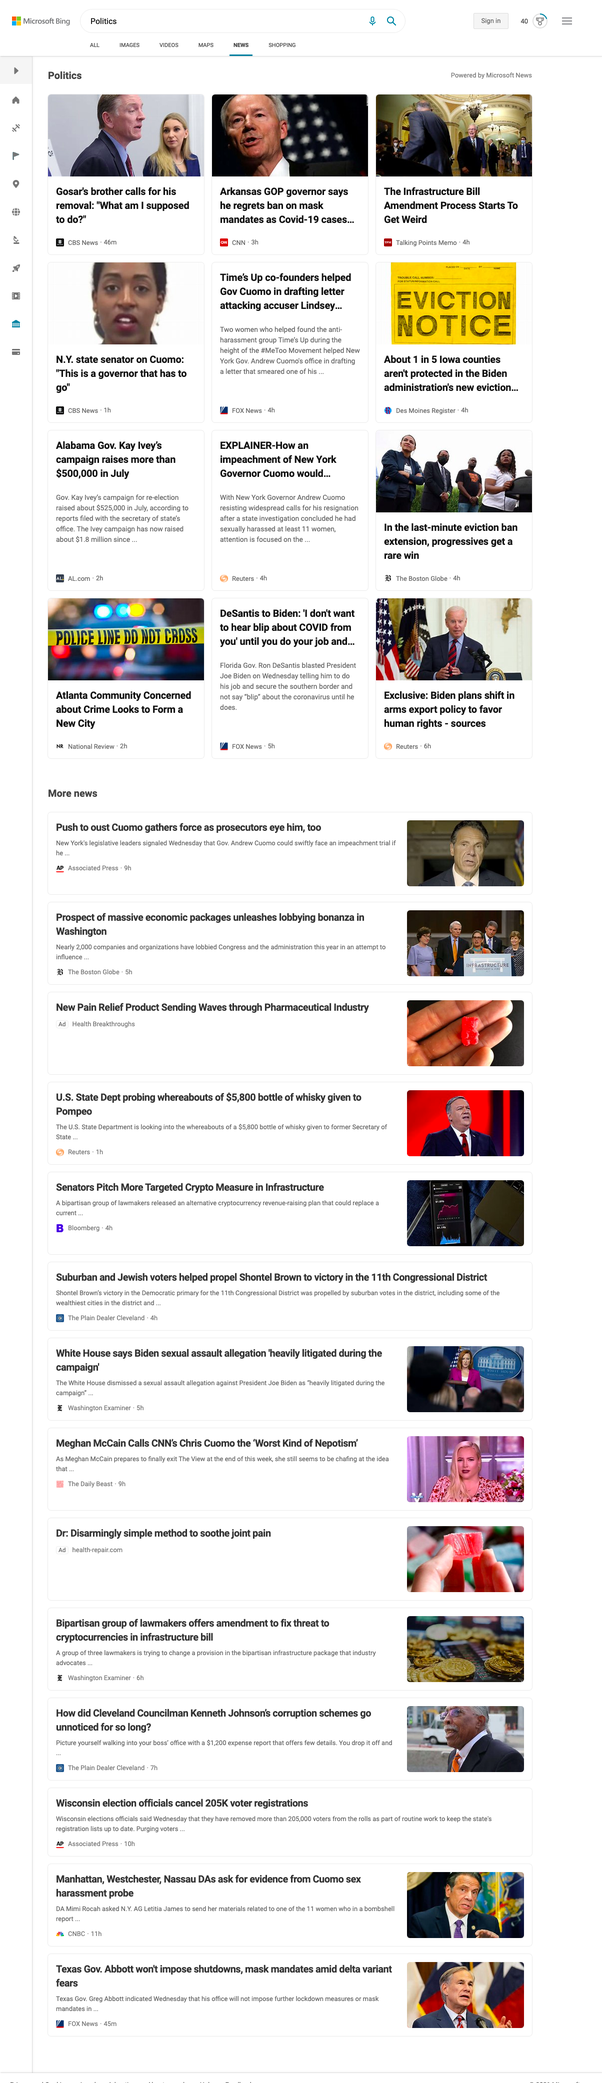 Microsoft Bing
Politics
Sign in
40
ALL
IMAGES
VIDEOS
MAPS
NEWS
SHOPPING
Politics
Powered by Microsoft News
Gosar's brother calls for his
removal: "What am I supposed
to do?"
CBS News · 46m
Arkansas GOP governor says
he regrets ban on mask
mandates as Covid-19 cases...
CNN · 3h
The Infrastructure Bill
Amendment Process Starts To
Get Weird
Talking Points Memo · 4h
N.Y. state senator on Cuomo:
"This is a governor that has to
go"
CBS News · 1h
Time's Up co-founders helped
Gov Cuomo in drafting letter
attacking accuser Lindsey...
Two women who helped found the anti-
harassment group Time's Up during the
height of the #MeToo Movement helped New
York Gov. Andrew Cuomo's office in drafting
a letter that smeared one of his ...
FOX News · 4h
EVICTION
NOTICE
About 1 in 5 Iowa counties
aren't protected in the Biden
administration's new eviction...
Des Moines Register · 4h
Alabama Gov. Kay Ivey's
campaign raises more than
$500,000 in July
Gov. Kay Ivey's campaign for re-election
raised about $525,000 in July, according to
reports filed with the secretary of state's
office. The Ivey campaign has now raised
about $1.8 million since ...
AL.com · 2h
EXPLAINER-How an
impeachment of New York
Governor Cuomo would...
With New York Governor Andrew Cuomo
resisting widespread calls for his resignation
after a state investigation concluded he had
sexually harassed at least 11 women,
attention is focused on the ...
Reuters · 4h
In the last-minute eviction ban
extension, progressives get a
rare win
The Boston Globe · 4h
POLICE LINE DO NOT CROSS
Atlanta Community Concerned
about Crime Looks to Form a
New City
NR National Review · 2h
DeSantis to Biden: 'I don't want
to hear blip about COVID from
you' until you do your job and...
Florida Gov. Ron DeSantis blasted President
Joe Biden on Wednesday telling him to do
his job and secure the southern border and
not say "blip" about the coronavirus until he
does.
FOX News · 5h
Exclusive: Biden plans shift in
arms export policy to favor
human rights - sources
Reuters · 6h
More news
Push to oust Cuomo gathers force as prosecutors eye him, too
New York's legislative leaders signaled Wednesday that Gov. Andrew Cuomo could swiftly face an impeachment trial if
he ...
AP Associated Press · 9h
Prospect of massive economic packages unleashes lobbying bonanza in
Washington
Nearly 2,000 companies and organizations have lobbied Congress and the administration this year in an attempt to
influence ...
The Boston Globe · 5h
INFRASTRUCTURE
New Pain Relief Product Sending Waves through Pharmaceutical Industry
Ad Health Breakthroughs
U.S. State Dept probing whereabouts of $5,800 bottle of whisky given to
Pompeo
The U.S. State Department is looking into the whereabouts of a $5,800 bottle of whisky given to former Secretary of
State ...
Reuters · 1h
Senators Pitch More Targeted Crypto Measure in Infrastructure
A bipartisan group of lawmakers released an alternative cryptocurrency revenue-raising plan that could replace a
current ...
B Bloomberg · 4h
Suburban and Jewish voters helped propel Shontel Brown to victory in the 11th Congressional District
Shontel Brown's victory in the Democratic primary for the 11th Congressional District was propelled by suburban votes in the district, including some of the
wealthiest cities in the district and ...
The Plain Dealer Cleveland · 4h
White House says Biden sexual assault allegation 'heavily litigated during the
campaign'
The White House dismissed a sexual assault allegation against President Joe Biden as "heavily litigated during the
campaign" ...
Washington Examiner · 5h
Meghan McCain Calls CNN's Chris Cuomo the 'Worst Kind of Nepotism'
As Meghan McCain prepares to finally exit The View at the end of this week, she still seems to be chafing at the idea
that ...
The Daily Beast · 9h
Dr: Disarmingly simple method to soothe joint pain
Ad health-repair.com
Bipartisan group of lawmakers offers amendment to fix threat to
cryptocurrencies in infrastructure bill
A group of three lawmakers is trying to change a provision in the bipartisan infrastructure package that industry
advocates ...
Washington Examiner · 6h
How did Cleveland Councilman Kenneth Johnson's corruption schemes go
unnoticed for so long?
Picture yourself walking into your boss' office with a $1,200 expense report that offers few details. You drop it off and
...
The Plain Dealer Cleveland · 7h
Wisconsin election officials cancel 205K voter registrations
Wisconsin elections officials said Wednesday that they have removed more than 205,000 voters from the rolls as part of routine work to keep the state's
registration lists up to date. Purging voters ...
AP Associated Press · 10h
Manhattan, Westchester, Nassau DAs ask for evidence from Cuomo sex
harassment probe
DA Mimi Rocah asked N.Y. AG Letitia James to send her materials related to one of the 11 women who in a bombshell
report ...
CNBC · 11h
Texas Gov. Abbott won't impose shutdowns, mask mandates amid delta variant
fears
Texas Gov. Greg Abbott indicated Wednesday that his office will not impose further lockdown measures or mask
mandates in ...
FOX News · 45m